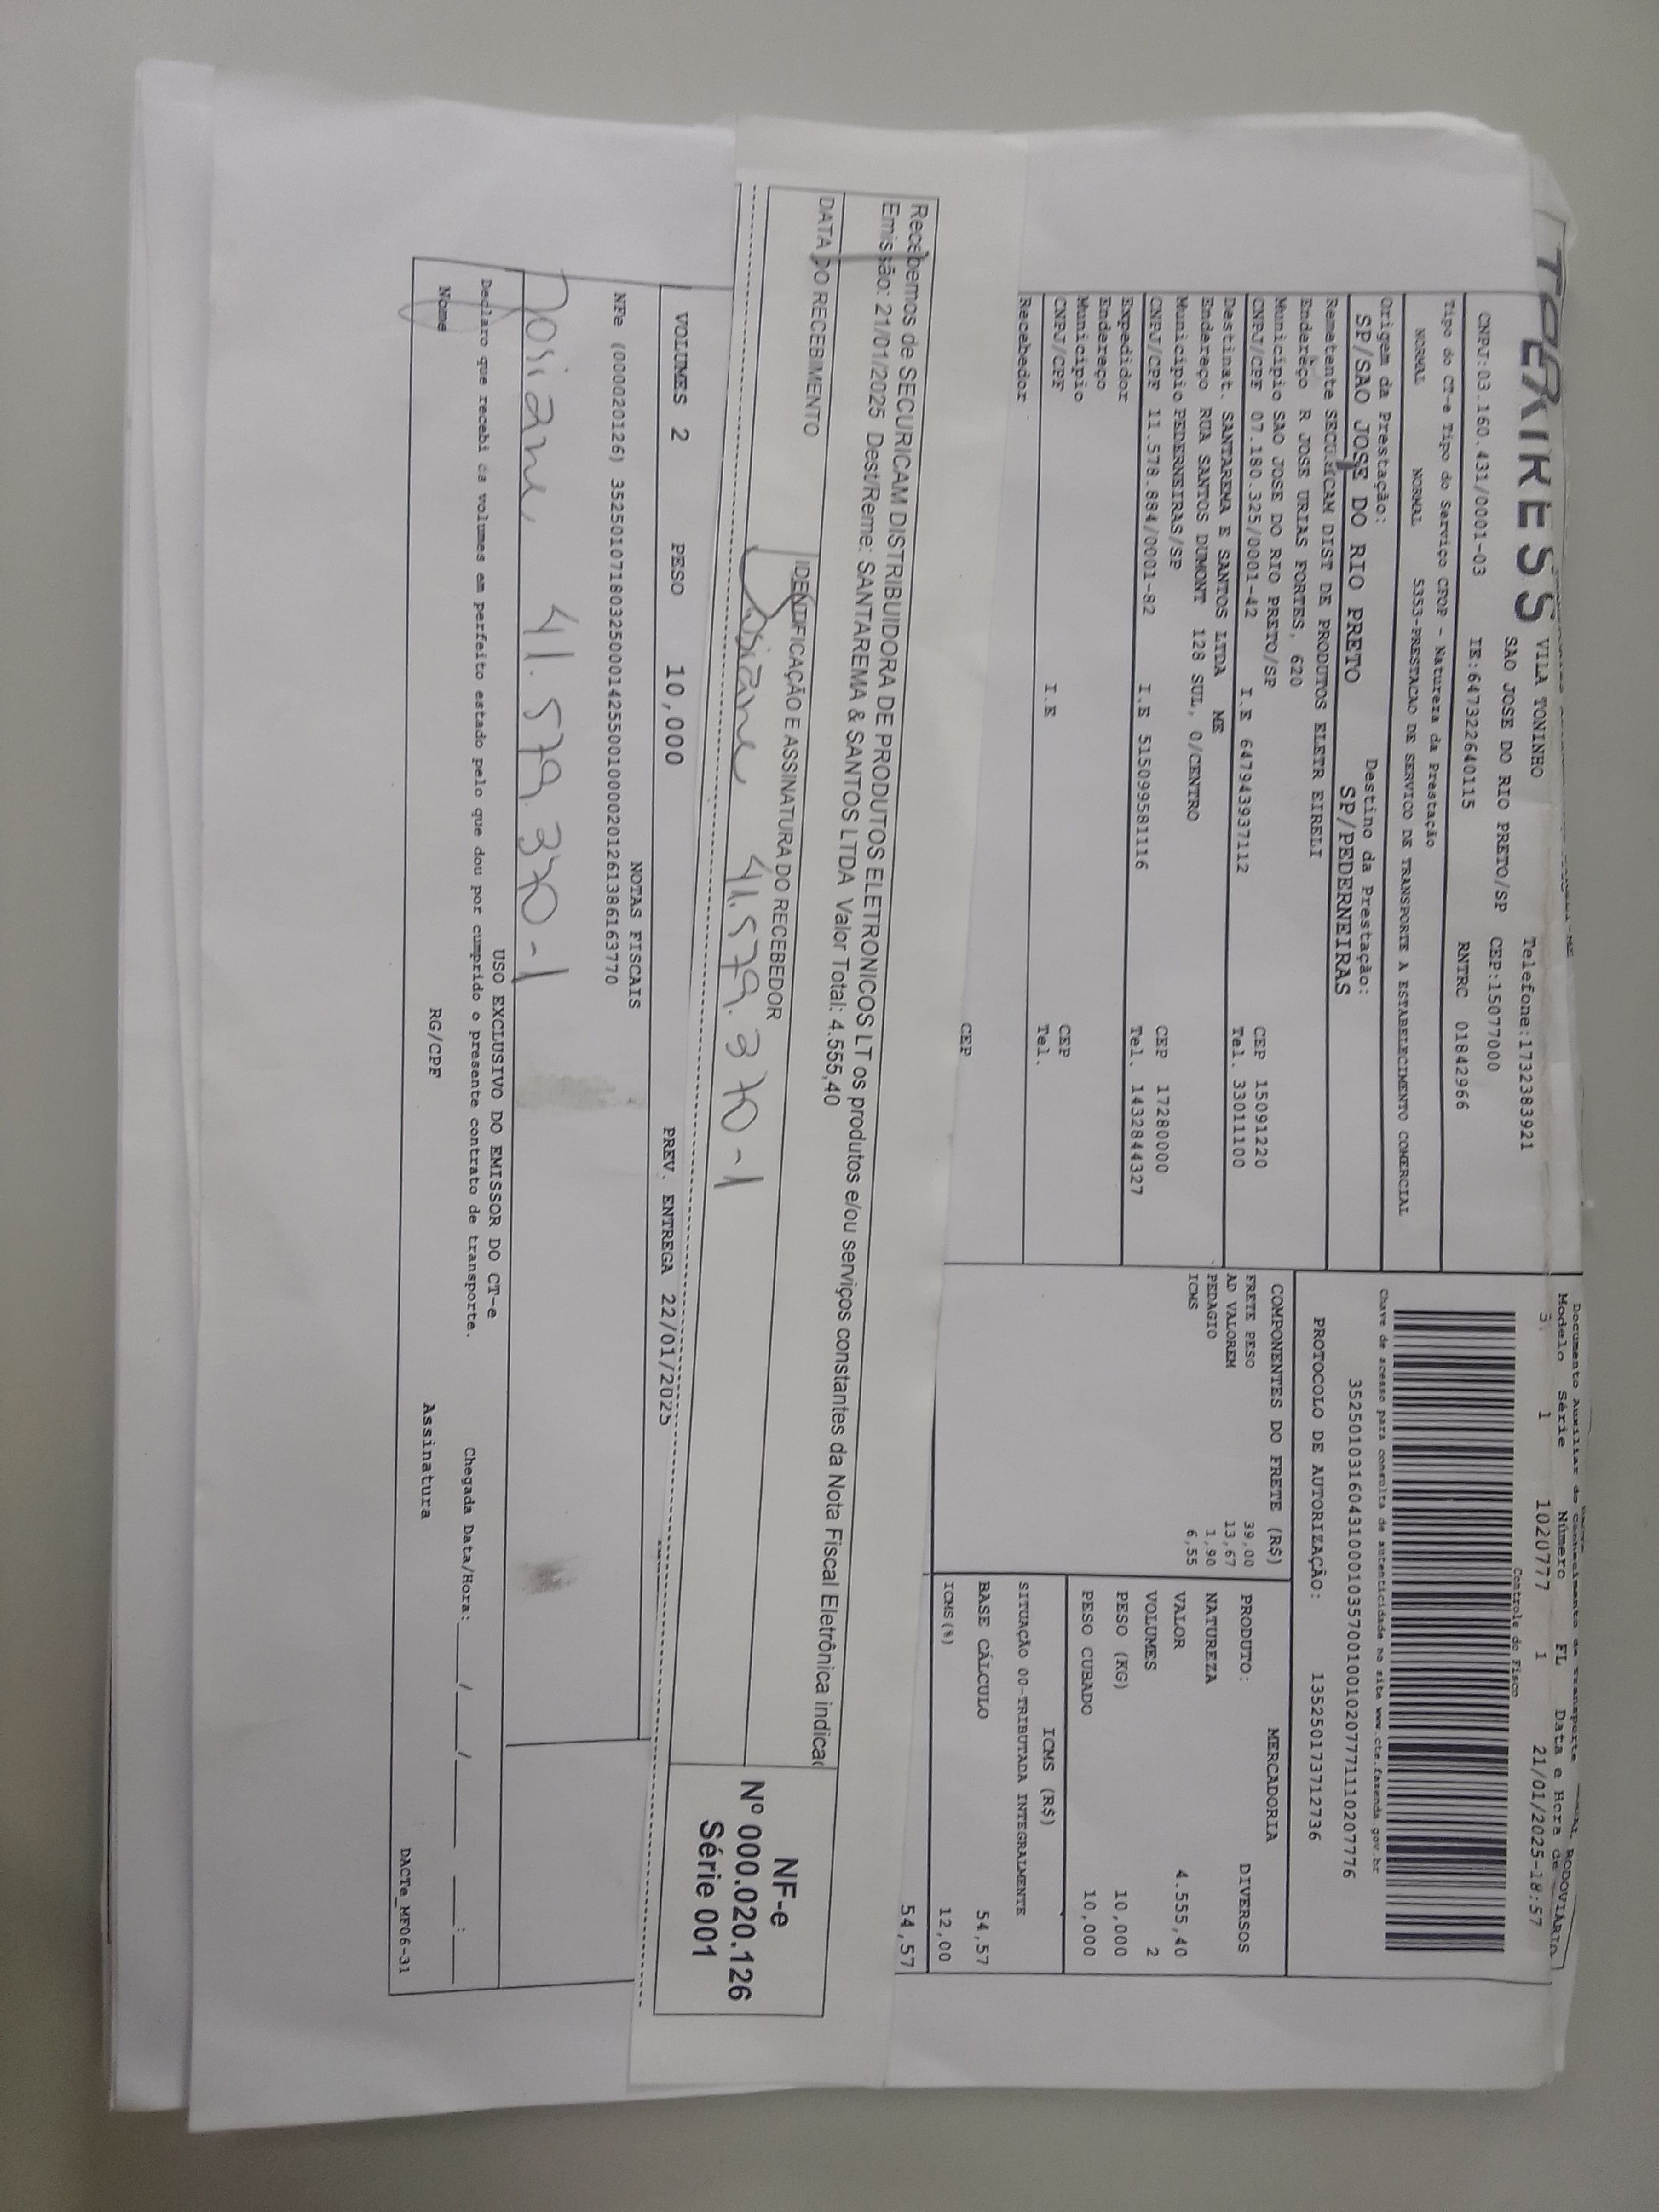 VILA TONINHO
Telefone:1732383921
SAO JOSE DO RIO PRETO/SP CEP:15077000
CNPJ:03.160.431/0001-03 IE:647322640115 RNTRC 01842966
Tipo do CT-e Tipo do Serviço CFOP - Natureza da Prestação
NORMAL NORMAL 5353-PRESTACAO DE SERVICO DE TRANSPORTE A ESTABELECIMENTO COMERCIAL
Origem da Prestação: Destino da Prestação:
SP/SAO JOSE DO RIO PRETO SP/PEDERNEIRAS
Remetente SECURICAM DIST DE PRODUTOS ELETR EIRELI
Endereço R JOSE URIAS FORTES, 620
Municipio SAO JOSE DO RIO PRETO/SP CEP 15091220
CNPJ/CPF 07.180.325/0001-42 I.E 647943937112 Tel. 33011100
Destinat. SANTAREMA E SANTOS LTDA ME
Endereço RUA SANTOS DUMONT 128 SUL, 0/CENTRO
Municipio PEDERNEIRAS/SP CEP 17280000
CNPJ/CPF 11.578.884/0001-82 I.E 515099581116 Tel. 1432844327
Expedidor
Endereço
Municipio CEP
CNPJ/CPF I.E Tel.
Recebedor
CEP
Documento Auxiliar do Conhecimento de Transporte
RODOVIÁRIO
Modelo Série Número FL Data e Hora de
1 102077 1 21/01/2025-18:57
Controle do Fisco
Chave de acesso para consulta de autenticidade no site www.cte.fazenda.gov.br
35250103160431000103570010001020777111020777​6
PROTOCOLO DE AUTORIZAÇÃO: 135250173712736
COMPONENTES DO FRETE (R$)
FRETE PESO 39,00
AD VALOREM 13,67
PEDAGIO 1,90
ICMS 6,55
MERCADORIA
PRODUTO: DIVERSOS
NATUREZA
VALOR 4.555,40
VOLUMES 2
PESO (KG) 10,000
PESO CUBADO 10,000
ICMS (R$)
SITUAÇÃO 00-TRIBUTADA INTEGRALMENTE
BASE CÁLCULO 54,57
ICMS (%) 12,00
54,57
Recebemos de SECURICAM DISTRIBUIDORA DE PRODUTOS ELETRONICOS LT os produtos e/ou serviços constantes da Nota Fiscal Eletrônica
Emissão: 21/01/2025 Dest/Reme: SANTAREMA & SANTOS LTDA Valor Total: 4.555,40
DATA DO RECEBIMENTO IDENTIFICAÇÃO E ASSINATURA DO RECEBEDOR
Josiane 41.579.370-1
NF-e
Nº 000.020.126
Série 001
VOLUMES 2 PESO 10,000 PREV. ENTREGA 22/01/2025
NOTAS FISCAIS
NFe (000020126) 35250107180325000142550010000201261386163770
Josiane 41.579.370-1
USO EXCLUSIVO DO EMISSOR DO CT-e
Declaro que recebi os volumes em perfeito estado pelo que dou por cumprido o presente contrato de transporte. Chegada Data/Hora: ____/____/______ ___:___
Nome RG/CPF Assinatura
DACTe_MF06-31